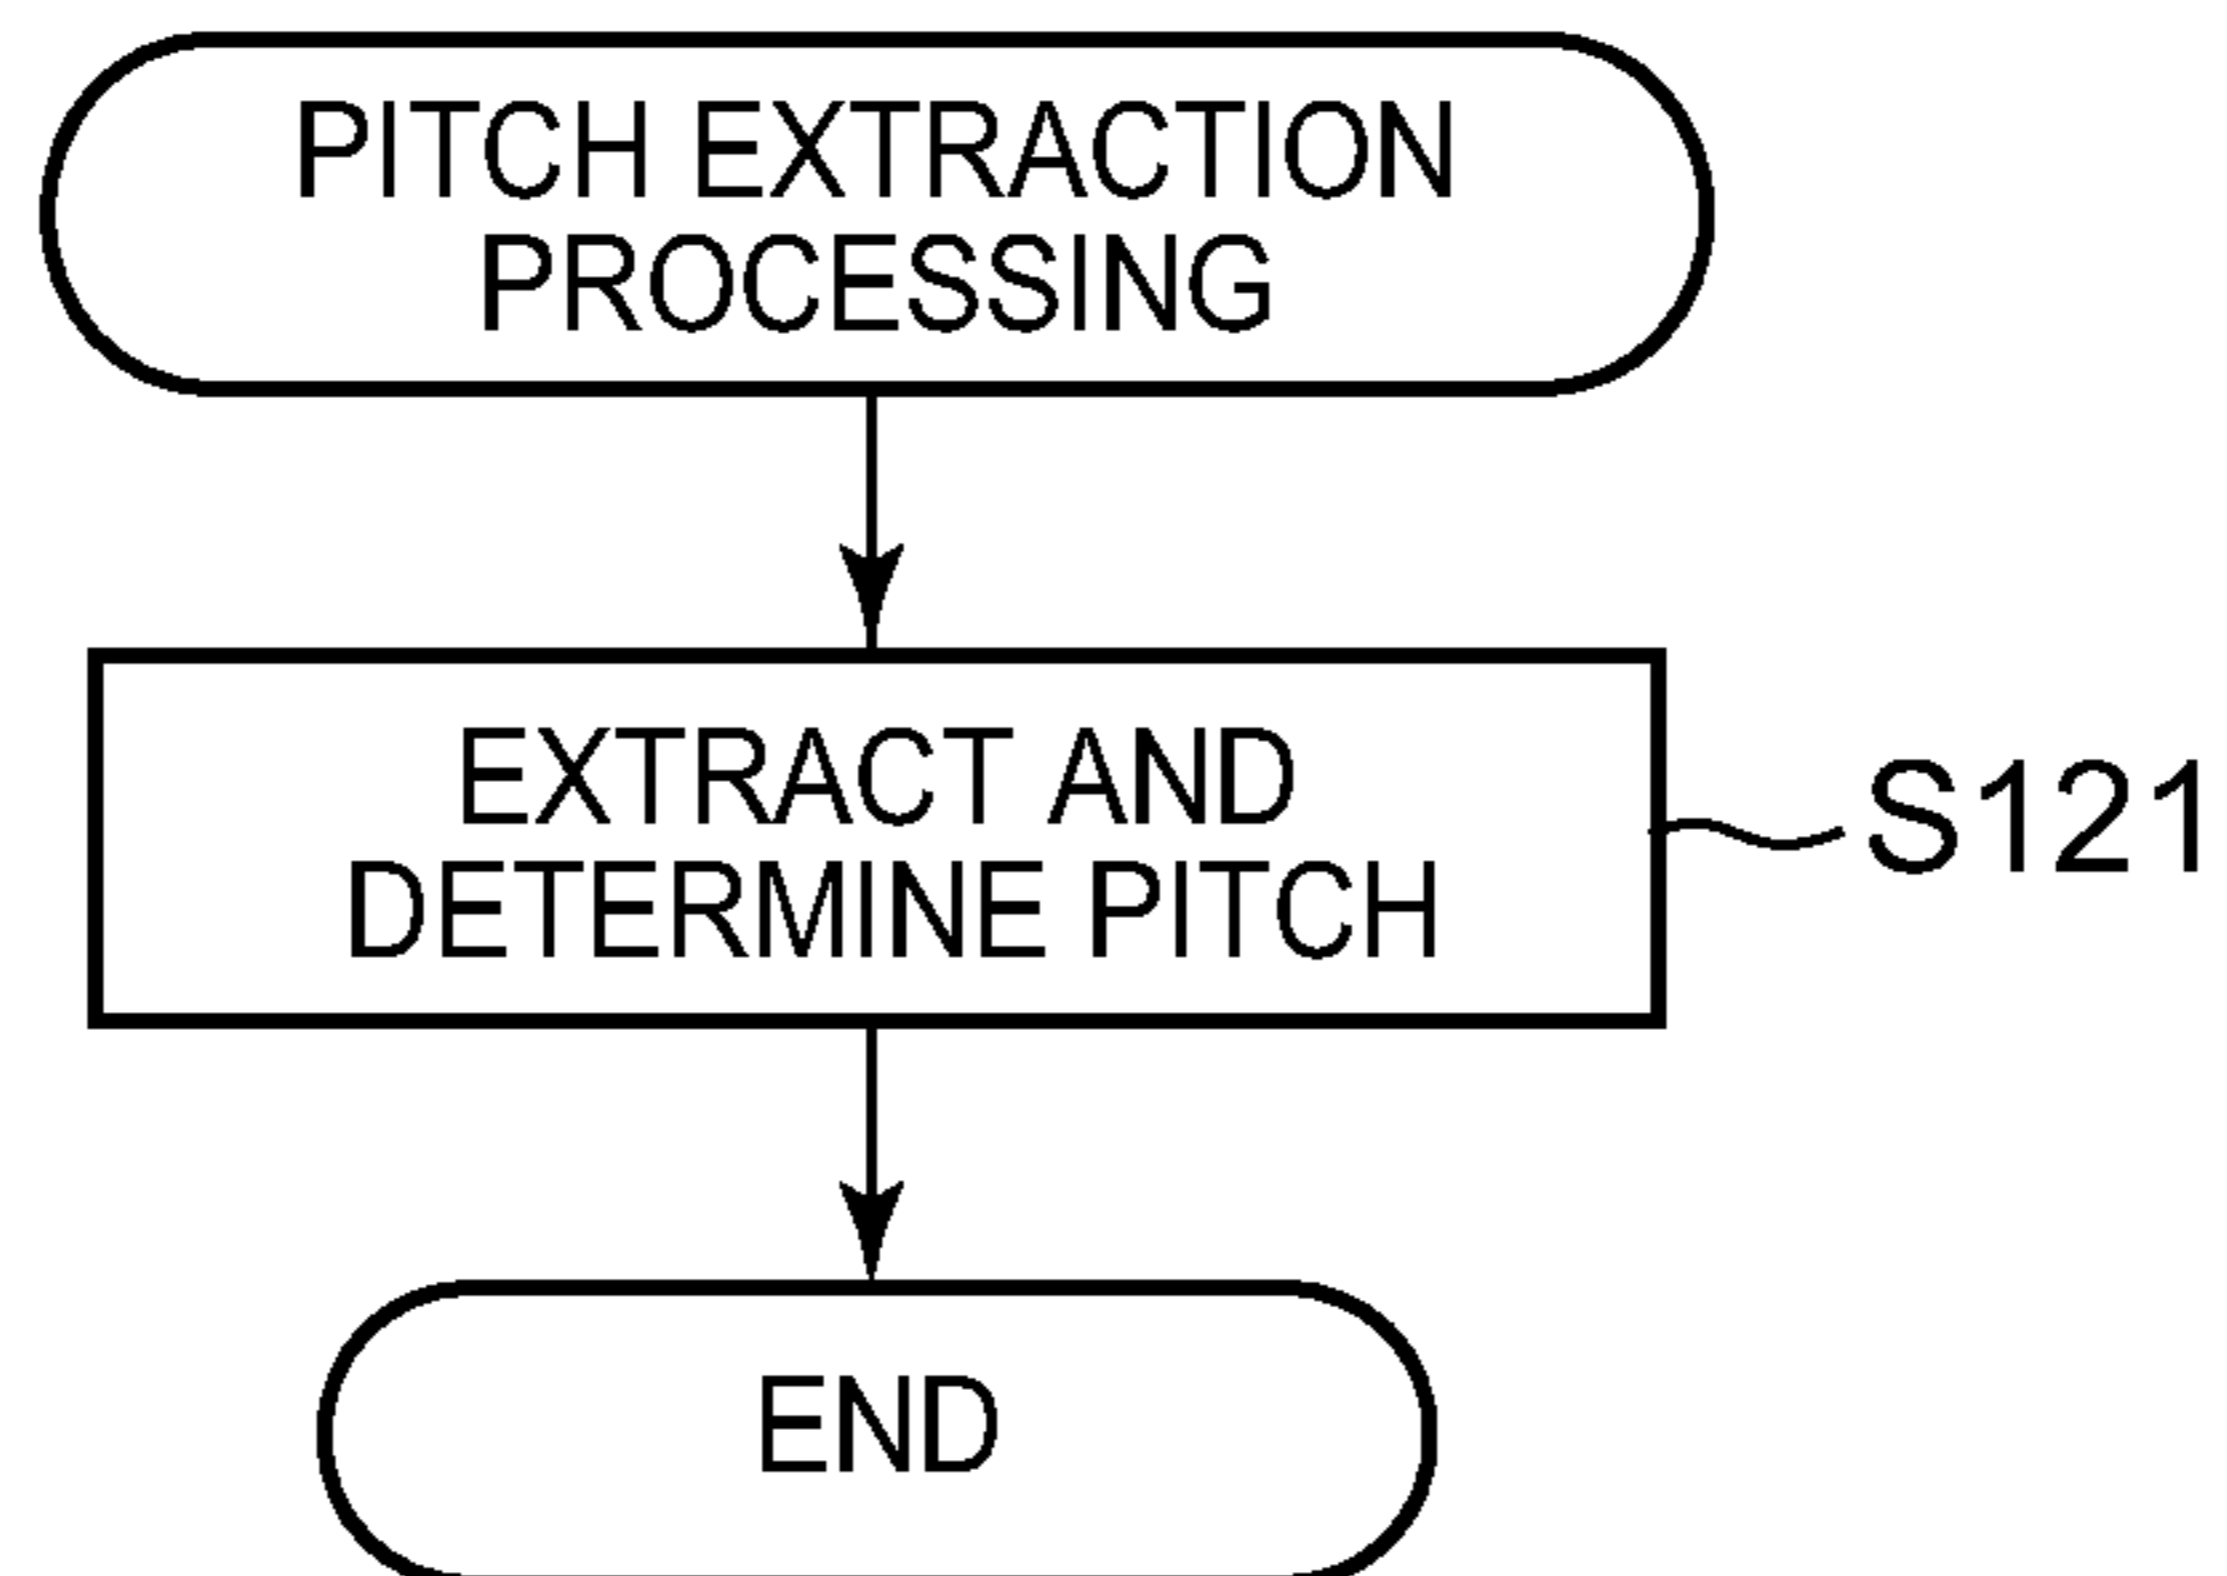 PITCH EXTRACTION
PROCESSING
EXTRACT AND
DETERMINE PITCH
S121
END